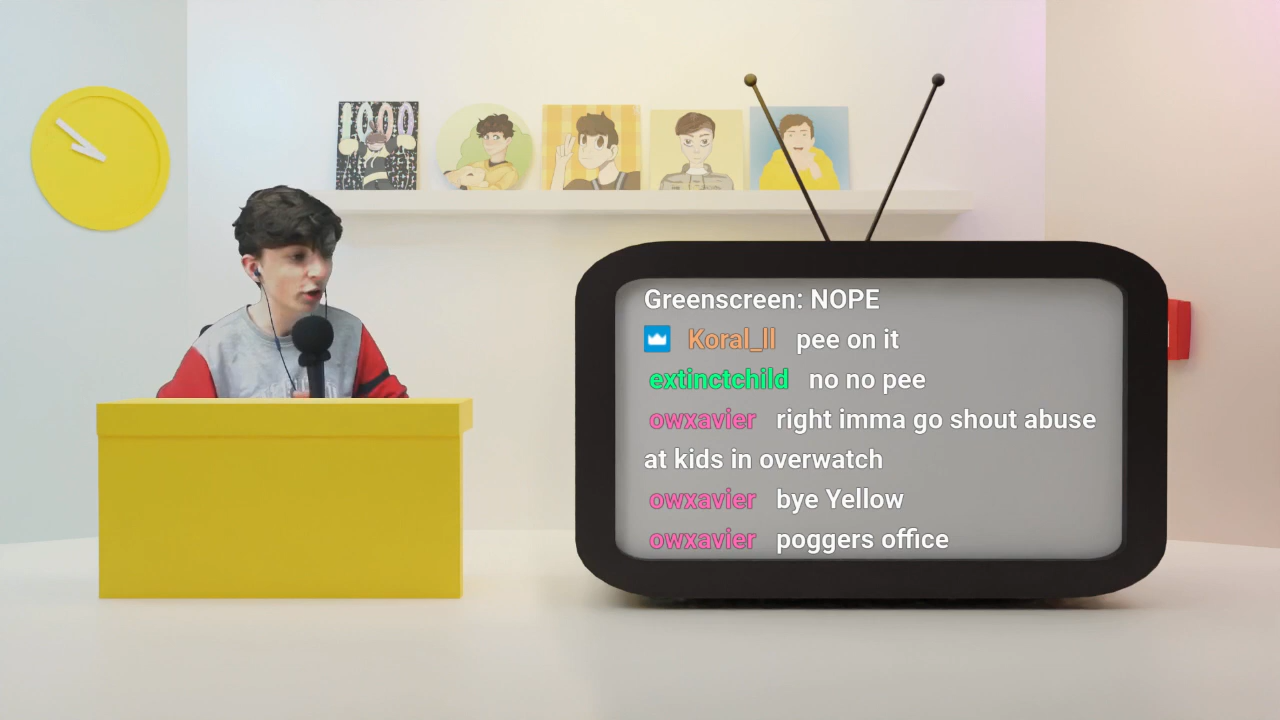 1000
Greenscreen: NOPE
Koral_ll pee on it
extinctchild no no pee
owxavier right imma go shout abuse
at kids in overwatch
owxavier bye Yellow
owxavier poggers office